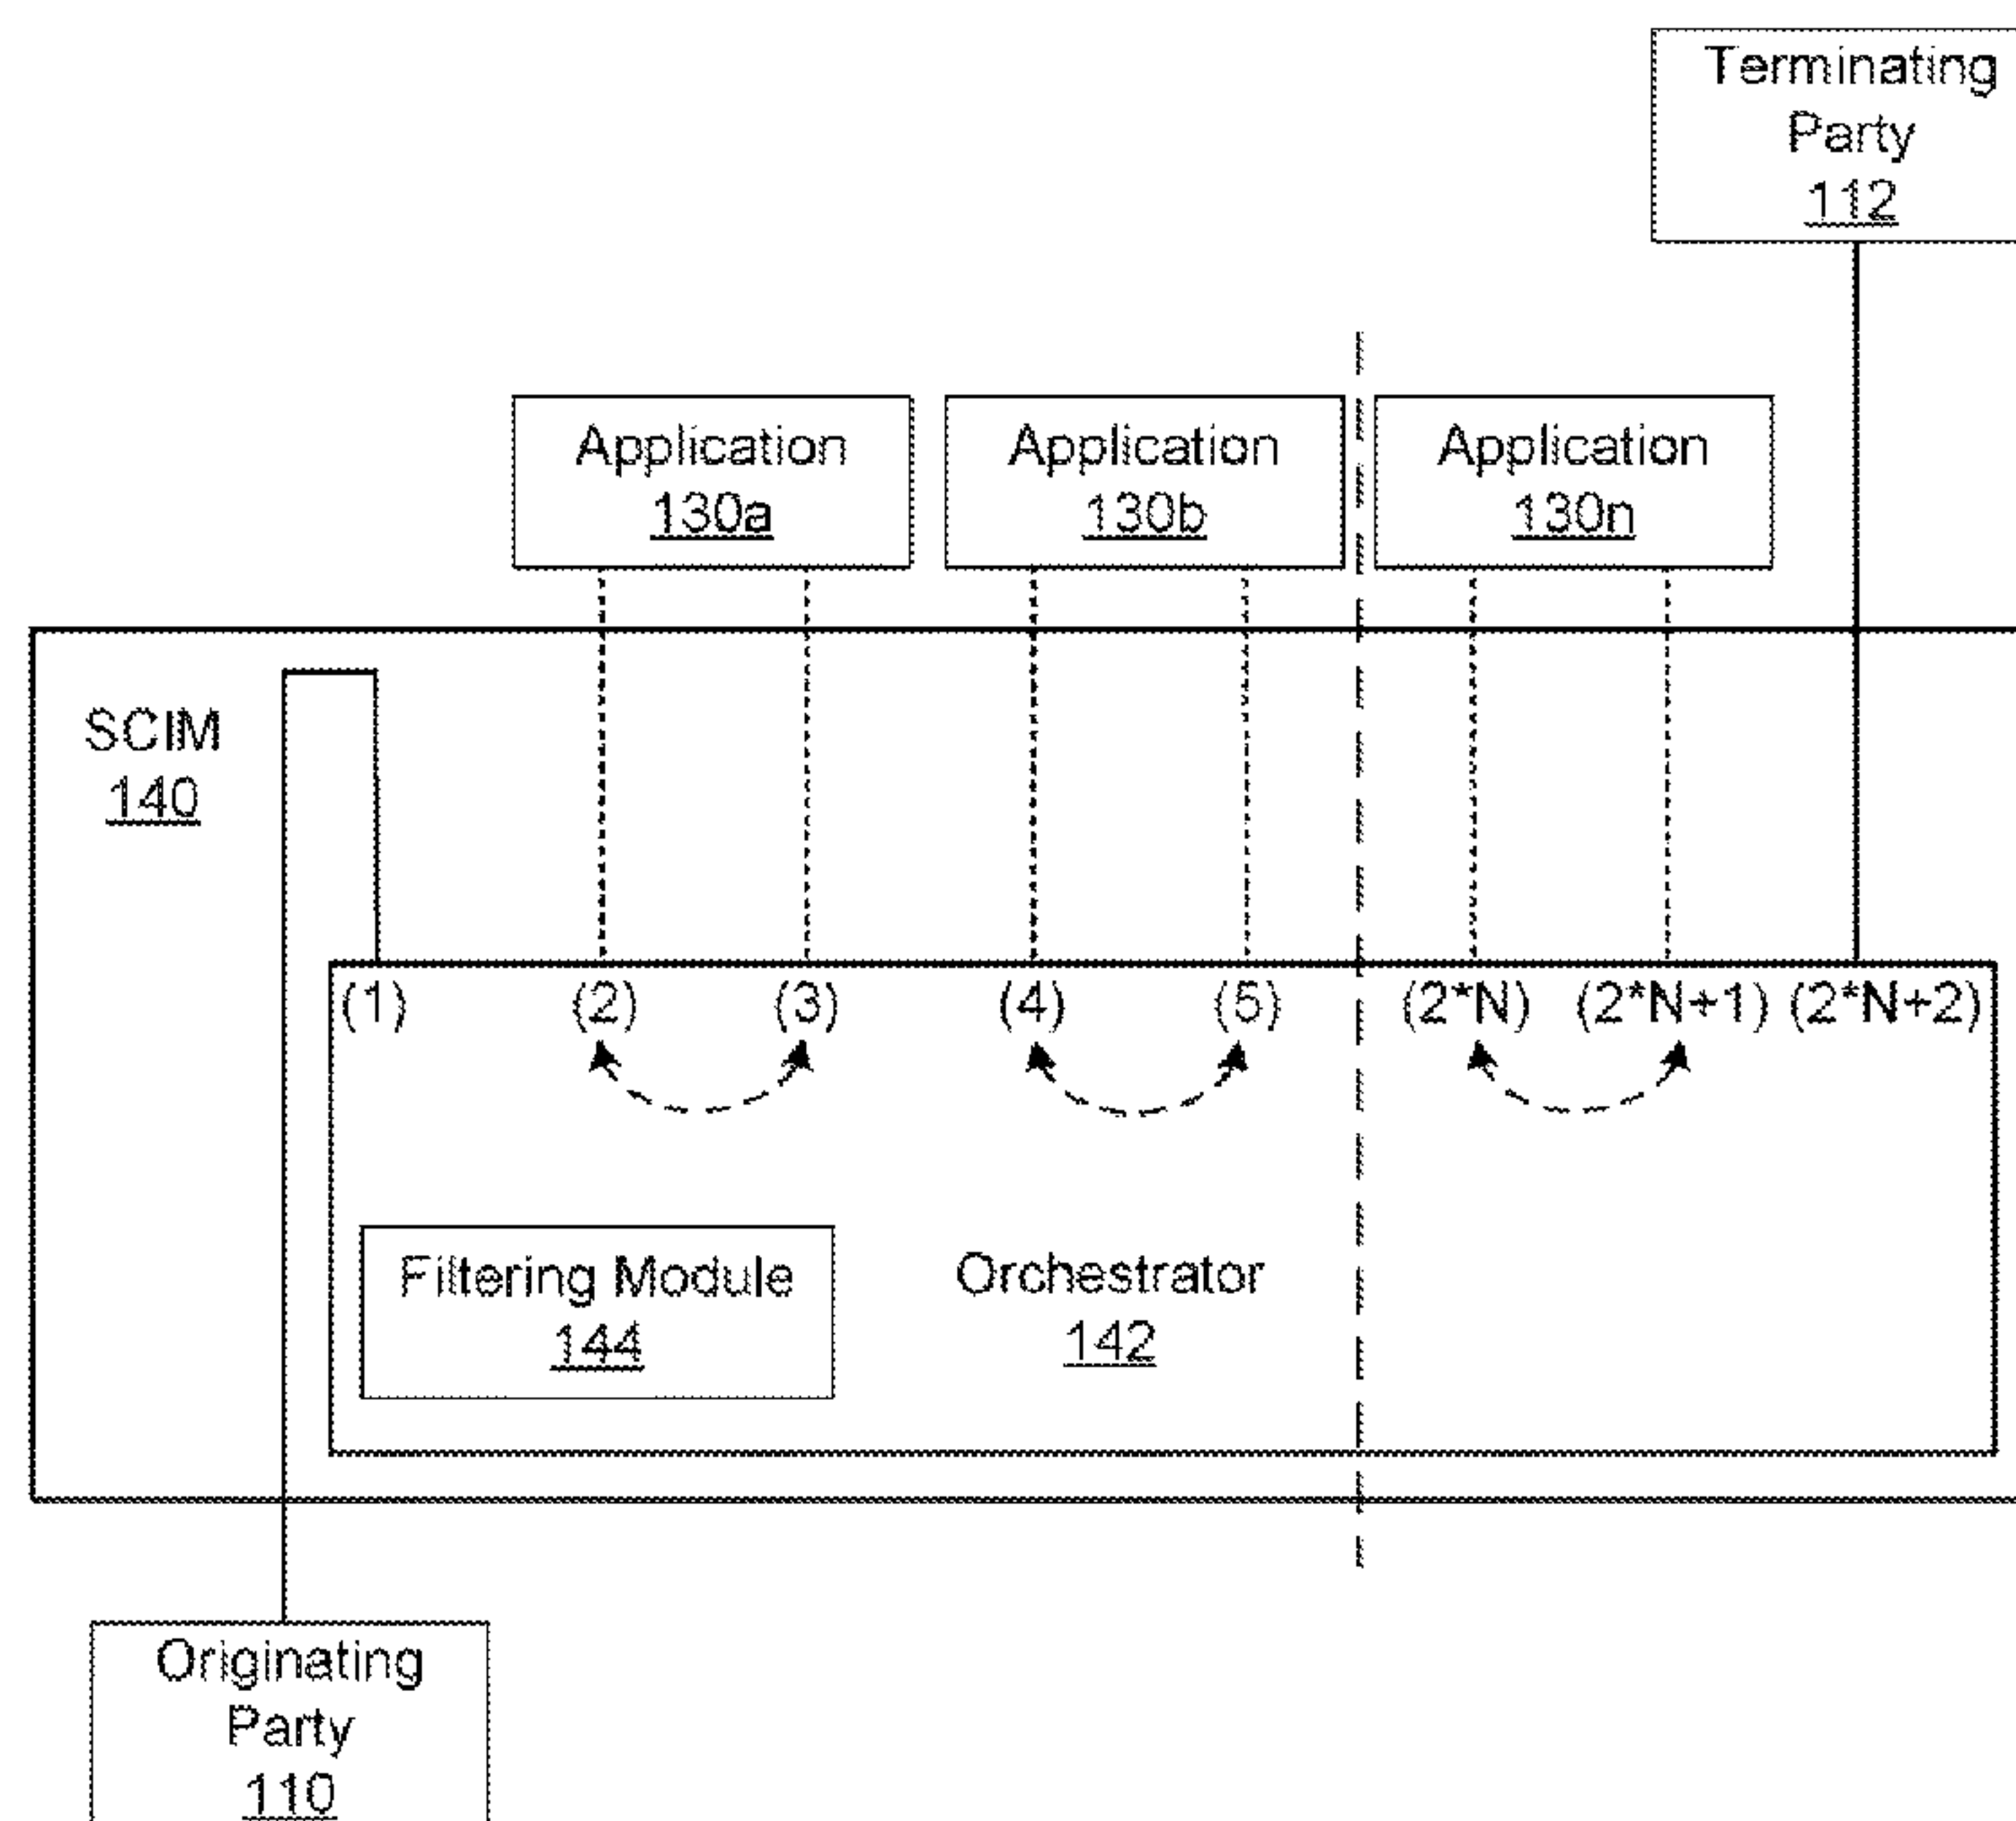 Terminating
Party
112
Application
130a
Application
130b
Application
130n
SCIM
140
(1) (2) (3) (4) (5) (2*N) (2*N+1) (2*N+2)
Filtering Module
144
Orchestrator
142
Originating
Party
110